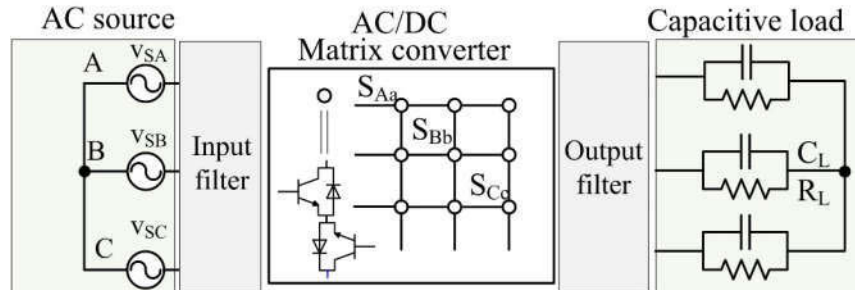 AC source
AC/DC
Matrix converter
Capacitive load
A
vSA
B
vSB
C
vSC
Input
filter
SAa
SBb
SCc
Output
filter
CL
RL